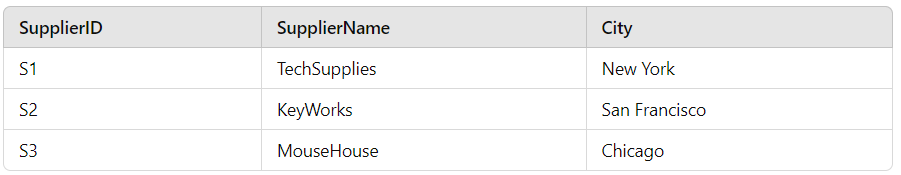 SupplierID SupplierName City
S1 TechSupplies New York
S2 KeyWorks San Francisco
S3 MouseHouse Chicago